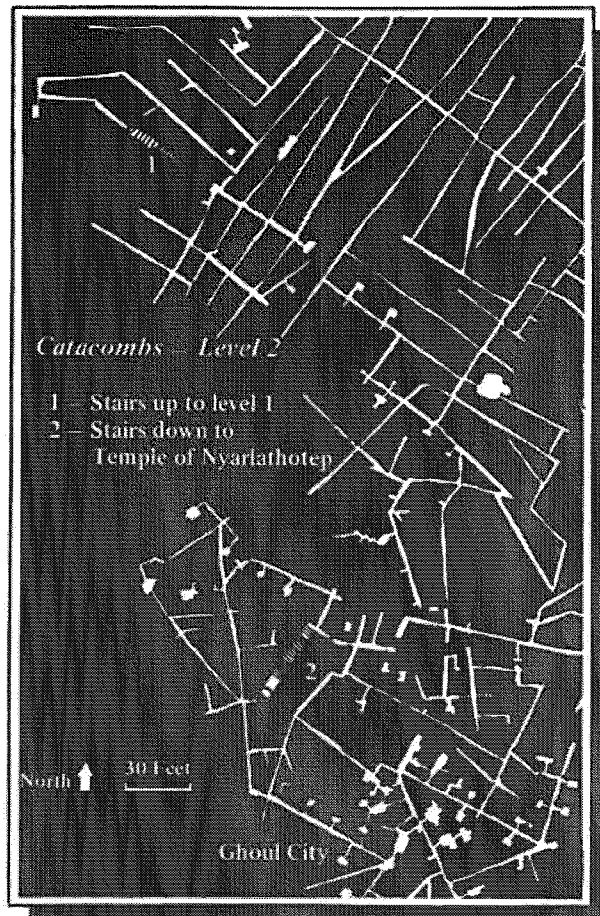 1
Catacombs – Level 2
1 – Stairs up to level 1
2 – Stairs down to
Temple of Nyarlathotep
2
North
30 Feet
Ghoul City